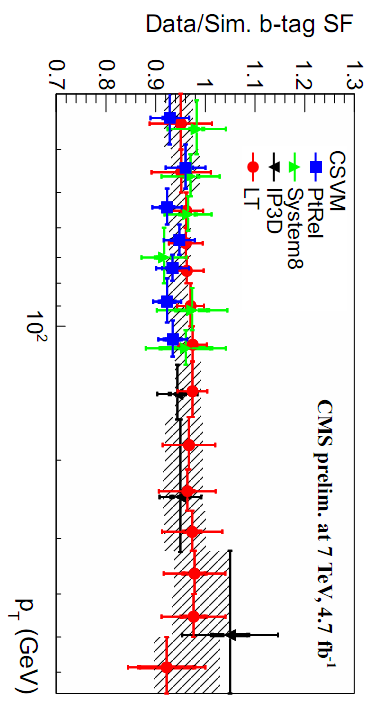 Data/Sim. b-tag SF
1.3
1.2
1.1
1
0.9
0.8
0.7
CSVM
PtRel
System8
IP3D
LT
CMS prelim. at 7 TeV, 4.7 fb⁻¹
10²
p_T (GeV)